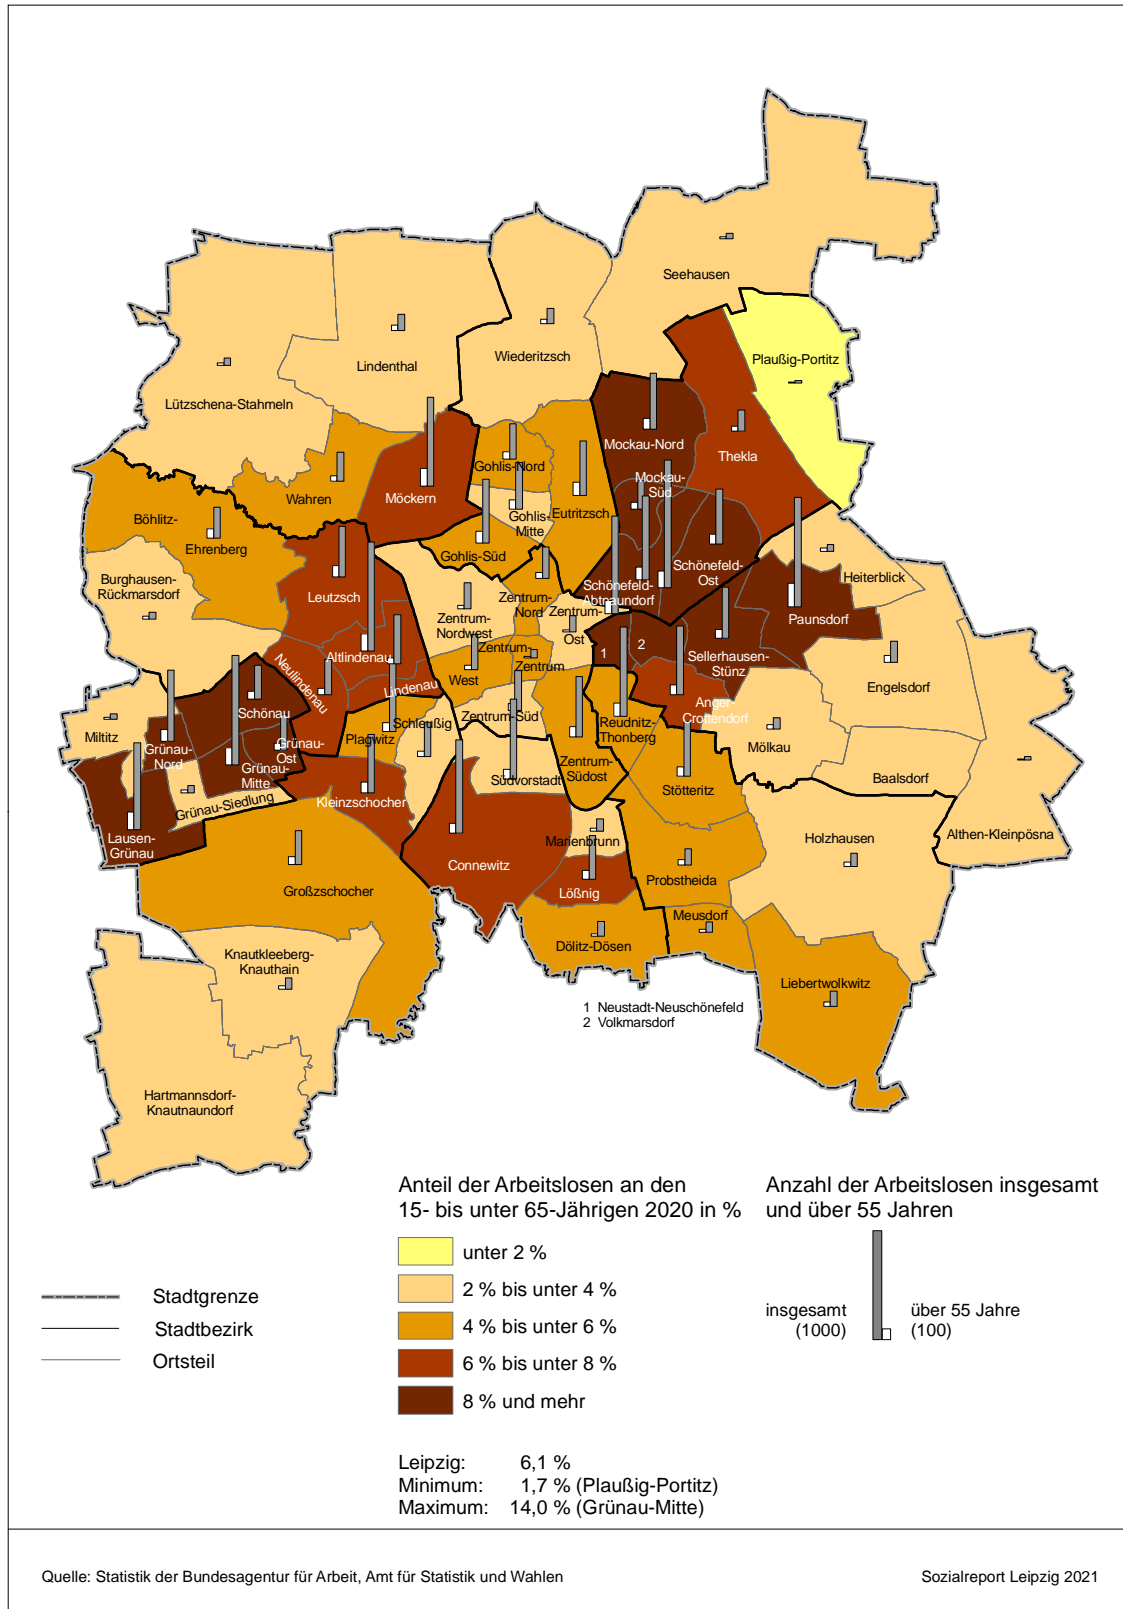 Seehausen
Plaußig-Portitz
Wiederitzsch
Lindenthal
Lützschena-Stahmeln
Mockau-Nord
Thekla
Gohlis-
Nord
Mockau-
Süd
Wahren
Möckern
Gohlis-
Mitte
Eutritzsch
Böhlitz-
Ehrenberg
Gohlis-Süd
Schönefeld-
Ost
Heiterblick
Burghausen-
Rückmarsdorf
Leutzsch
Schönefeld-
Abtnaundorf
Zentrum-
Nord
Zentrum-
Nordwest
Zentrum-
Ost
Paunsdorf
1
2
Sellerhausen-
Stünz
Altlindenau
Zentrum-
West
Zentrum
Neulindenau
Lindenau
Engelsdorf
Schönau
Anger-
Crottendorf
Miltitz
Grünau-
Nord
Grünau-
Ost
Grünau-
Mitte
Plagwitz
Schleußig
Zentrum-Süd
Reudnitz-
Thonberg
Mölkau
Zentrum-
Südost
Südvorstadt
Baalsdorf
Stötteritz
Grünau-Siedlung
Kleinzschocher
Lausen-
Grünau
Marienbrunn
Holzhausen
Althen-Kleinpösna
Connewitz
Lößnig
Probstheida
Großzschocher
Meusdorf
Dölitz-Dösen
Knautkleeberg-
Knauthain
Liebertwolkwitz
1 Neustadt-Neuschönefeld
2 Volkmarsdorf
Hartmannsdorf-
Knautnaundorf
Anteil der Arbeitslosen an den
15- bis unter 65-Jährigen 2020 in %
unter 2 %
2 % bis unter 4 %
4 % bis unter 6 %
6 % bis unter 8 %
8 % und mehr
Anzahl der Arbeitslosen insgesamt
und über 55 Jahren
insgesamt
(1000)
über 55 Jahre
(100)
Stadtgrenze
Stadtbezirk
Ortsteil
Leipzig: 6,1 %
Minimum: 1,7 % (Plaußig-Portitz)
Maximum: 14,0 % (Grünau-Mitte)
Quelle: Statistik der Bundesagentur für Arbeit, Amt für Statistik und Wahlen
Sozialreport Leipzig 2021